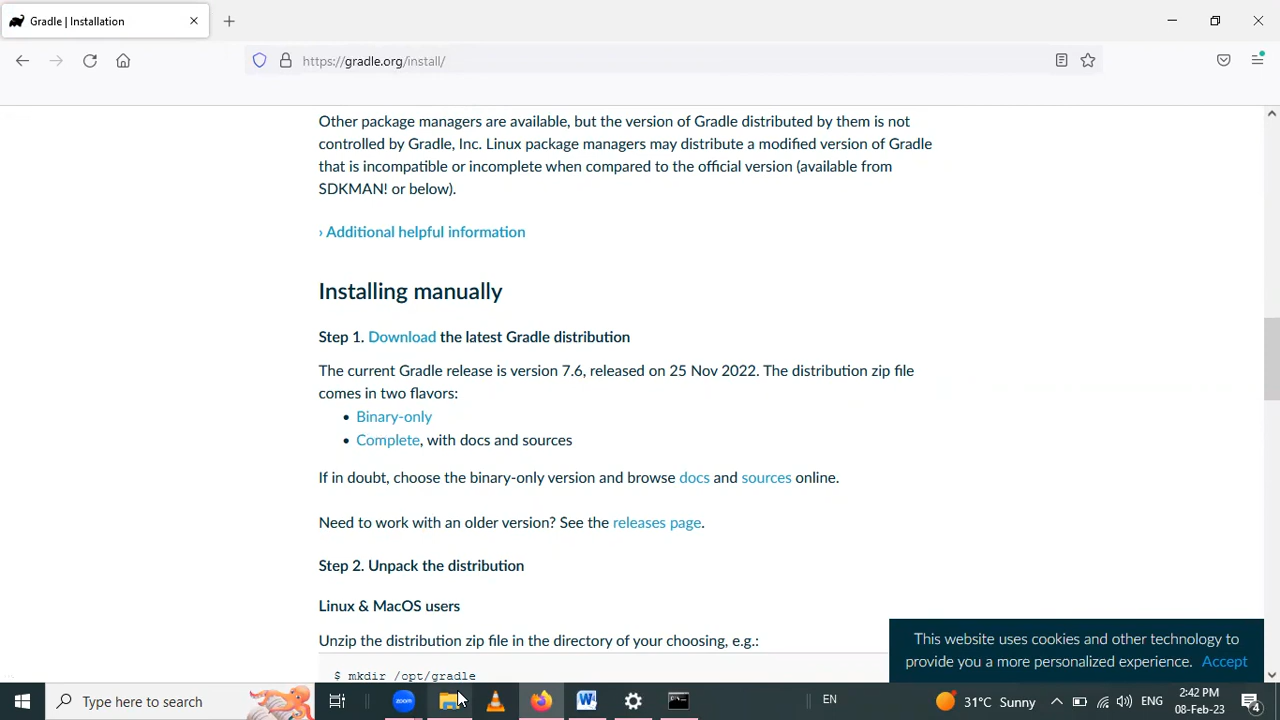 Gradle | Installation
https://gradle.org/install/
Other package managers are available, but the version of Gradle distributed by them is not
controlled by Gradle, Inc. Linux package managers may distribute a modified version of Gradle
that is incompatible or incomplete when compared to the official version (available from
SDKMAN! or below).
› Additional helpful information
Installing manually
Step 1. Download the latest Gradle distribution
The current Gradle release is version 7.6, released on 25 Nov 2022. The distribution zip file
comes in two flavors:
• Binary-only
• Complete, with docs and sources
If in doubt, choose the binary-only version and browse docs and sources online.
Need to work with an older version? See the releases page.
Step 2. Unpack the distribution
Linux & MacOS users
Unzip the distribution zip file in the directory of your choosing, e.g.:
$ mkdir /opt/gradle
This website uses cookies and other technology to
provide you a more personalized experience. Accept
Type here to search
zoom
W
EN
31°C Sunny
ENG
2:42 PM
08-Feb-23
4